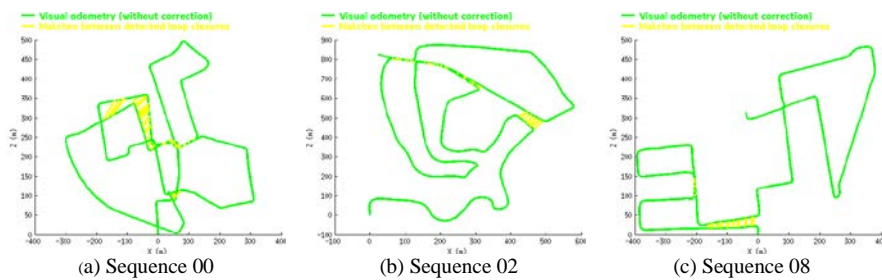 Visual odometry (without correction)
Matches between detected loop closures
500
450
400
350
300
250
200
150
100
50
0
Z (m)
-400 -300 -200 -100 0 100 200 300
X (m)
(a) Sequence 00
Visual odometry (without correction)
Matches between detected loop closures
900
800
700
600
500
400
300
200
100
0
-100
Z (m)
-100 0 100 200 300 400 500 600
X (m)
(b) Sequence 02
Visual odometry (without correction)
Matches between detected loop closures
500
450
400
350
300
250
200
150
100
50
0
Z (m)
-400 -300 -200 -100 0 100 200 300
X (m)
(c) Sequence 08